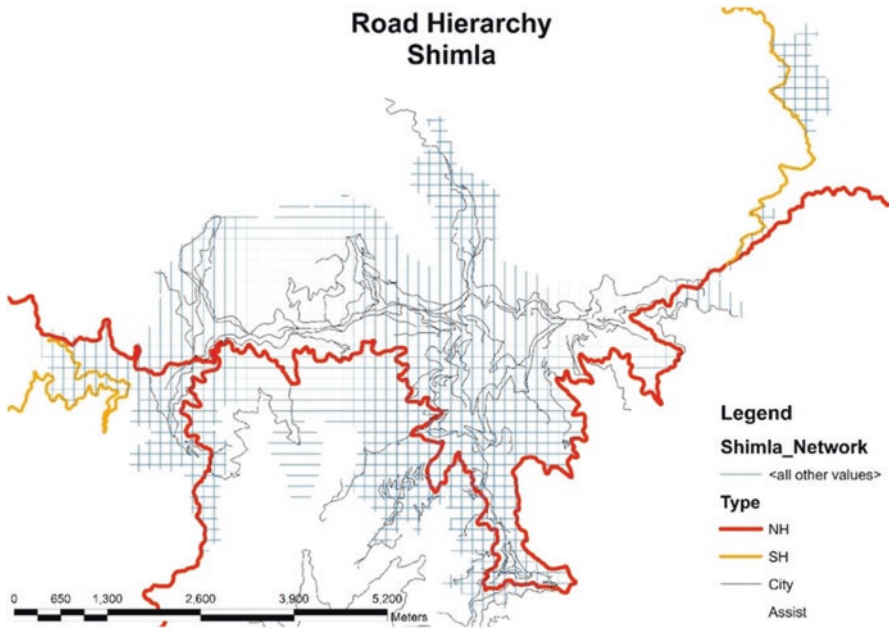 Road Hierarchy
Shimla
Legend
Shimla_Network
<all other values>
Type
NH
SH
City
Assist
0 650 1,300 2,600 3,900 5,200
Meters